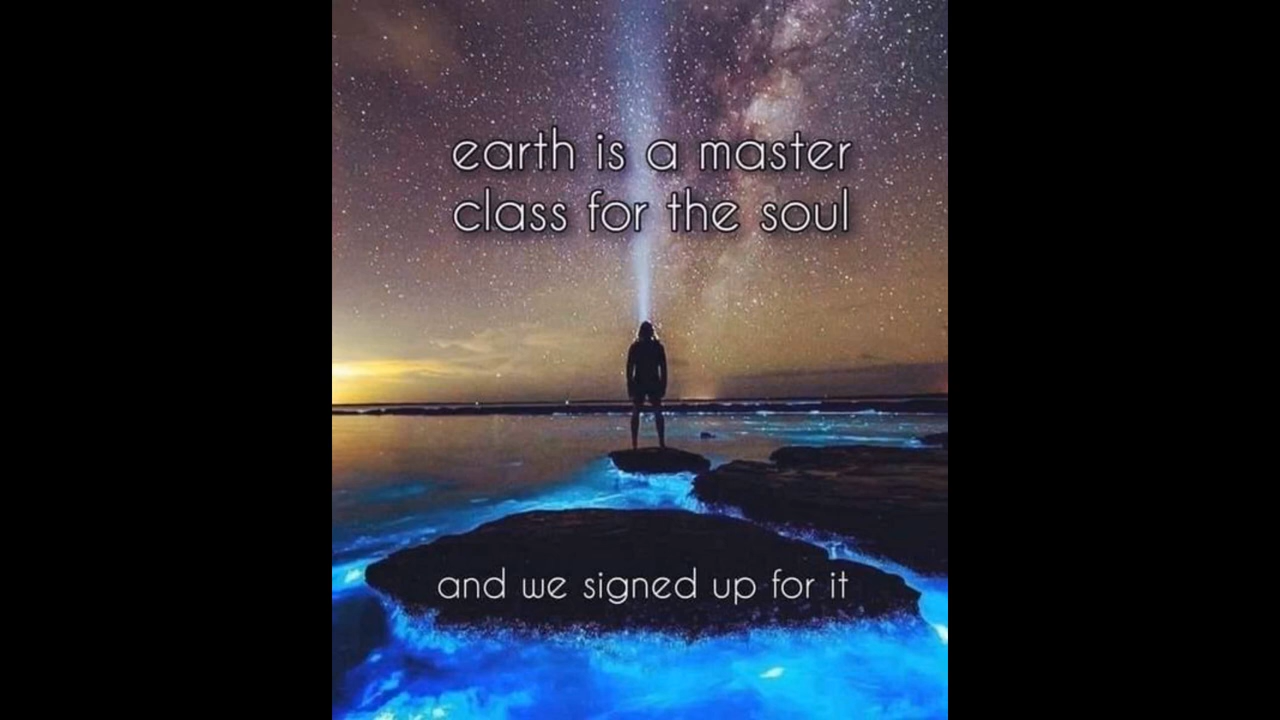 earth is a master
class for the soul
and we signed up for it